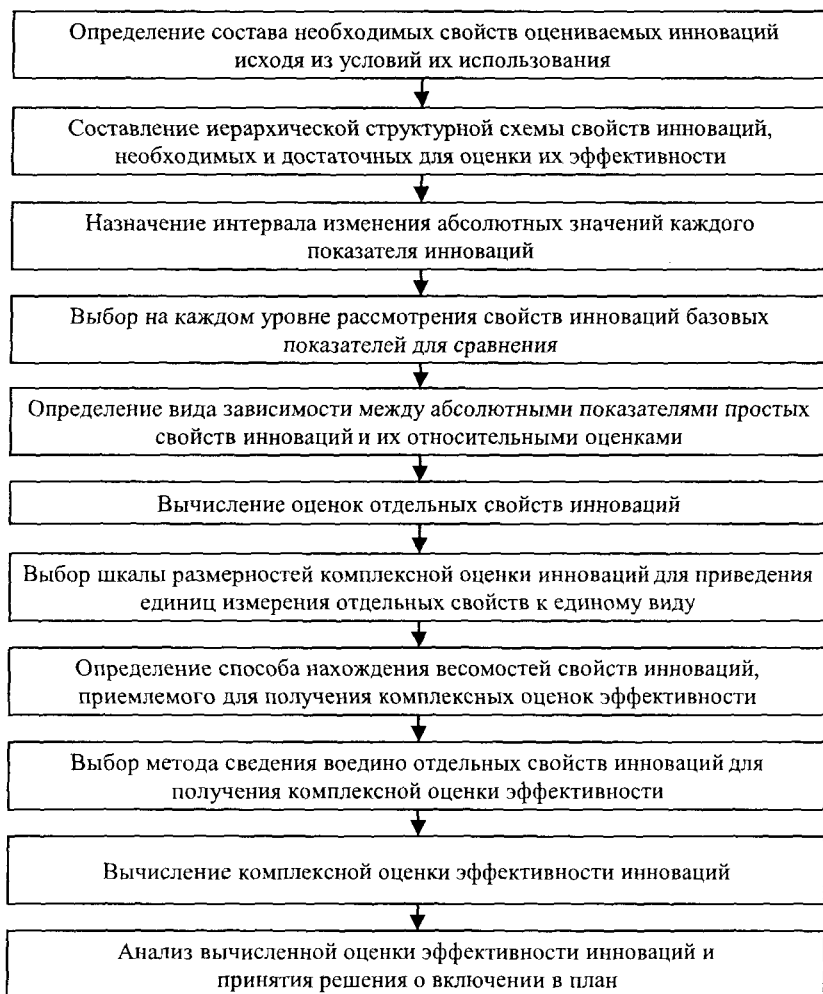 Определение состава необходимых свойств оцениваемых инноваций
исходя из условий их использования
Составление иерархической структурной схемы свойств инноваций,
необходимых и достаточных для оценки их эффективности
Назначение интервала изменения абсолютных значений каждого
показателя инноваций
Выбор на каждом уровне рассмотрения свойств инноваций базовых
показателей для сравнения
Определение вида зависимости между абсолютными показателями простых
свойств инноваций и их относительными оценками
Вычисление оценок отдельных свойств инноваций
Выбор шкалы размерностей комплексной оценки инноваций для приведения
единиц измерения отдельных свойств к единому виду
Определение способа нахождения весомостей свойств инноваций,
приемлемого для получения комплексных оценок эффективности
Выбор метода сведения воедино отдельных свойств инноваций для
получения комплексной оценки эффективности
Вычисление комплексной оценки эффективности инноваций
Анализ вычисленной оценки эффективности инноваций и
принятия решения о включении в план